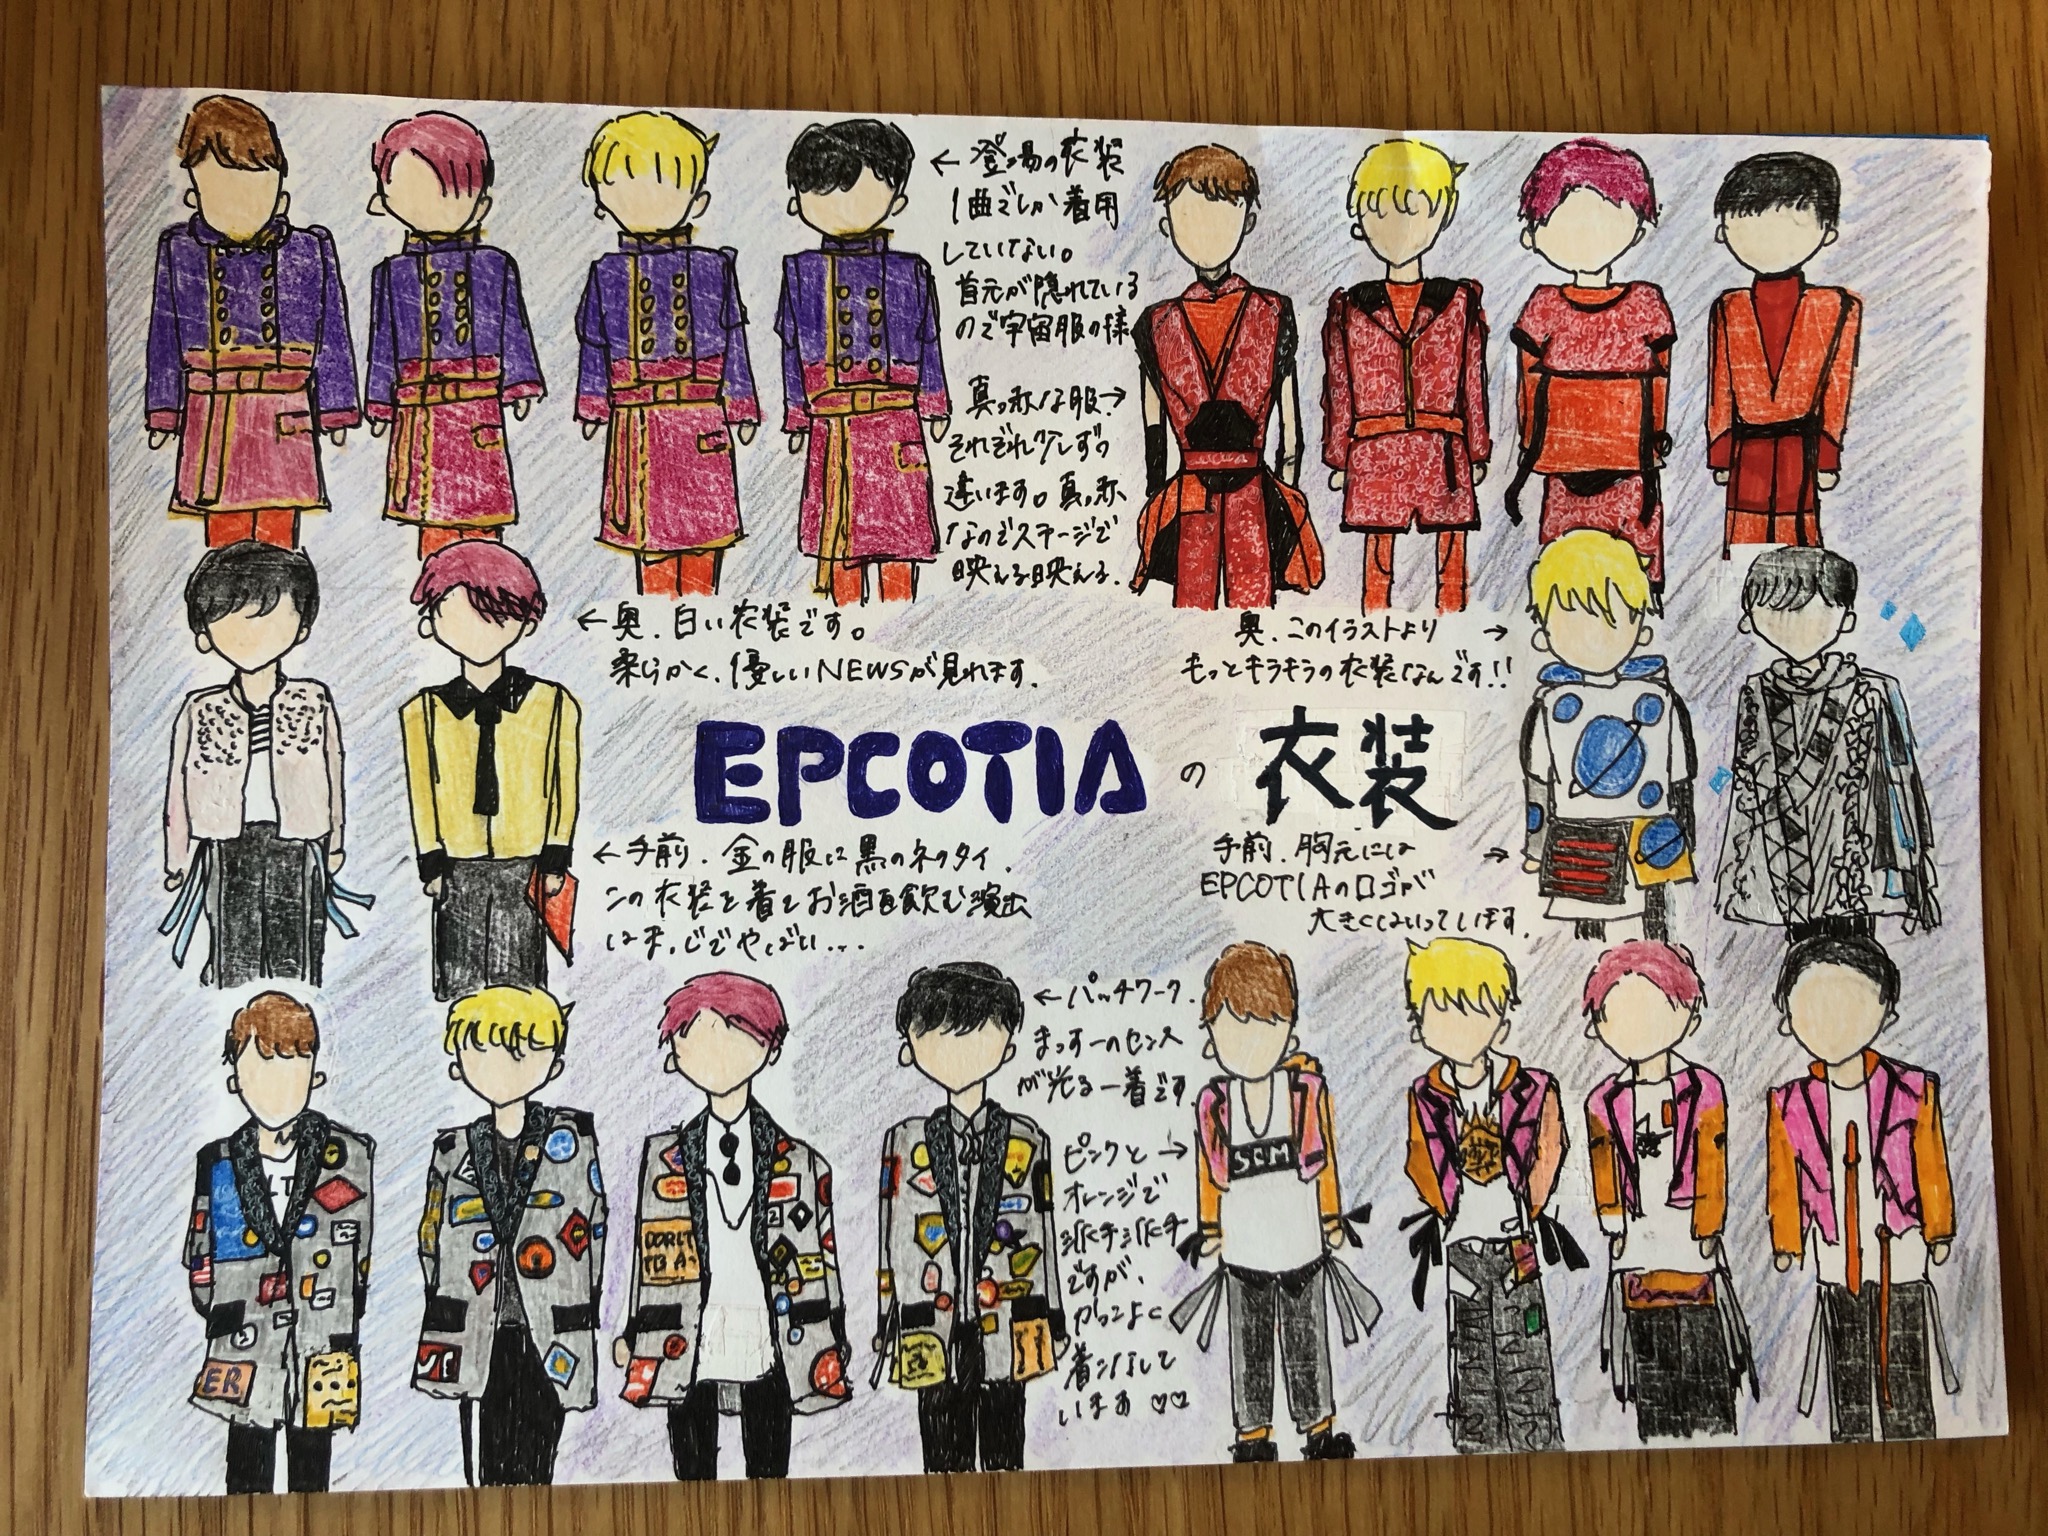 ← 登場の衣装
1曲でしか着用
していない。
首元が隠れている
ので宇宙服の様
真っ赤な服→
それぞれ少しずつ
違います。真っ赤
なのでステージで
映える映える.
← 奥. 白い衣装です。
柔らかく、優しいNEWSが見れます.
奥. このイラストより →
もっとキラキラの衣装なんです!!
EPCOTIA の 衣装
← 手前. 金の服に黒のネクタイ.
この衣装を着てお酒を飲む演出
はまじでやばい...
手前. 胸元には →
EPCOTIAのロゴが
大きくはいっています.
← パッチワーク.
まっすーのセンス
が光る一着です.
ピンクと →
オレンジで
派手派手
ですが、
かっこよく
着こなして
いまぁ♡♡
LT
ER
DON'T
SCM